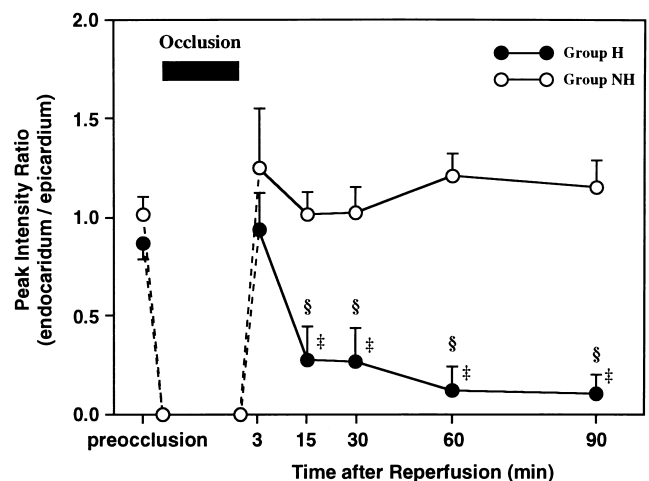 2.0
Occlusion
Group H
Group NH
1.5
1.0
0.5
0.0
Peak Intensity Ratio
(endocaridum / epicardium)
§ § § §
‡ ‡ ‡ ‡
preocclusion 3 15 30 60 90
Time after Reperfusion (min)